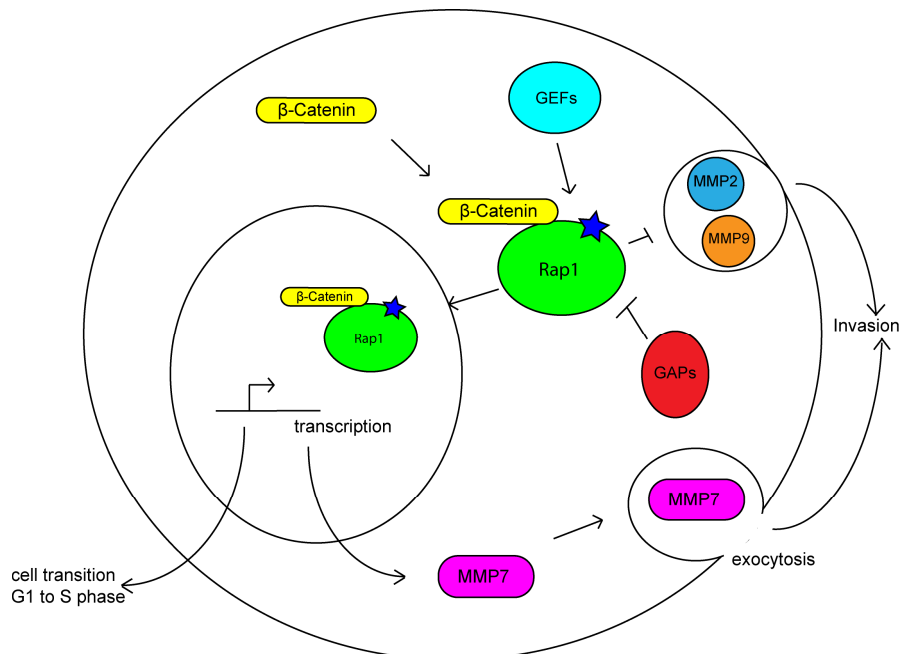 β-Catenin
GEFs
MMP2
β-Catenin
MMP9
Rap1
β-Catenin
Rap1
Invasion
GAPs
transcription
MMP7
exocytosis
MMP7
cell transition
G1 to S phase